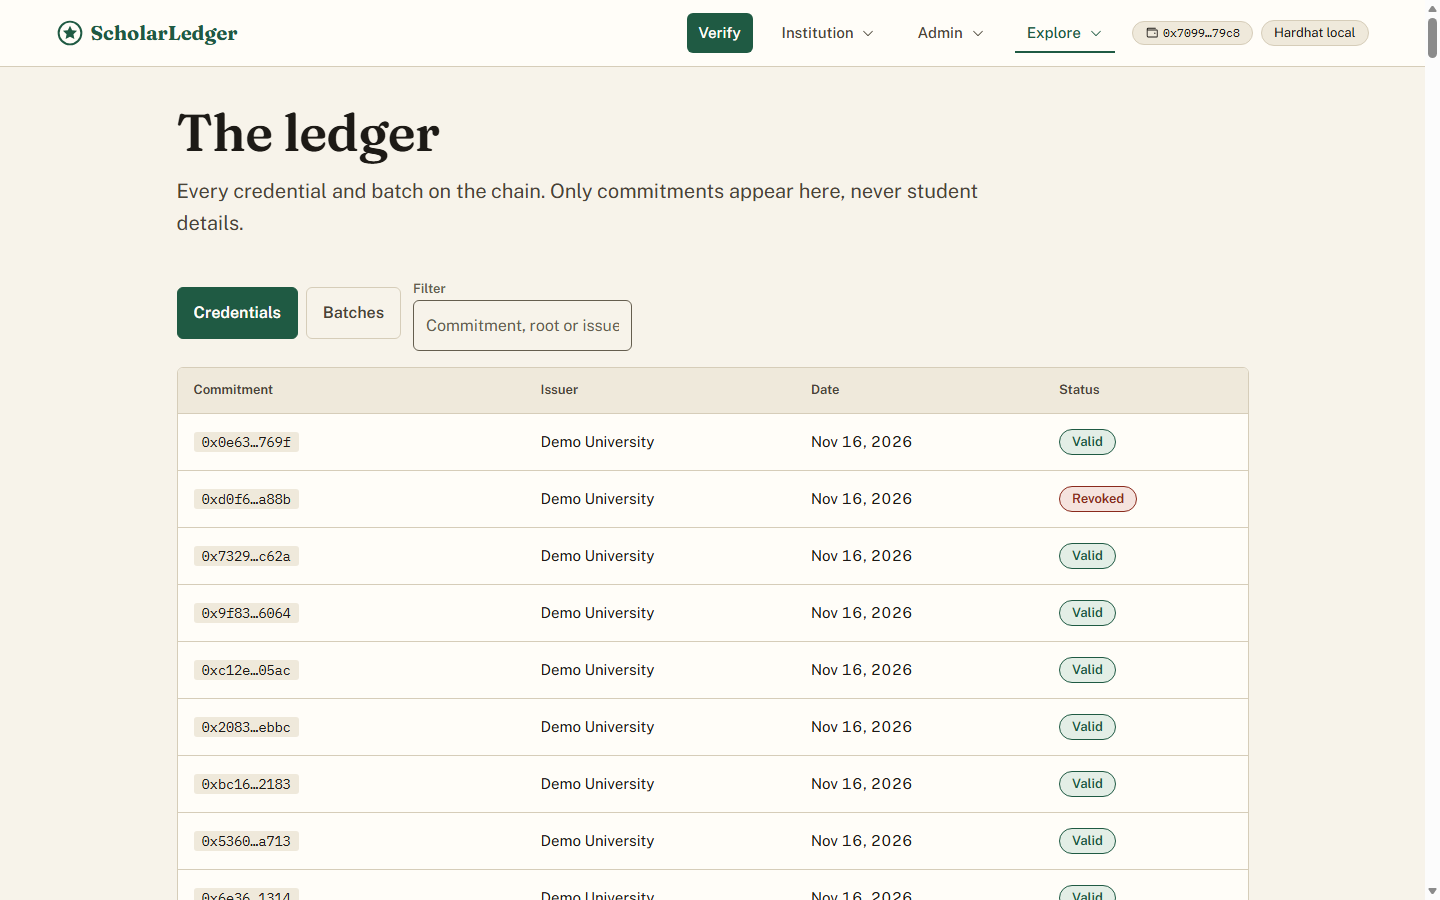 ScholarLedger
Verify
Institution
Admin
Explore
0x7099…79c8
Hardhat local
The ledger
Every credential and batch on the chain. Only commitments appear here, never student
details.
Credentials
Batches
Filter
Commitment, root or issue
Commitment Issuer Date Status
0x0e63…769f Demo University Nov 16, 2026 Valid
0xd0f6…a88b Demo University Nov 16, 2026 Revoked
0x7329…c62a Demo University Nov 16, 2026 Valid
0x9f83…6064 Demo University Nov 16, 2026 Valid
0xc12e…05ac Demo University Nov 16, 2026 Valid
0x2083…ebbc Demo University Nov 16, 2026 Valid
0xbc16…2183 Demo University Nov 16, 2026 Valid
0x5360…a713 Demo University Nov 16, 2026 Valid
0x6e36…1314 Demo University Nov 16, 2026 Valid